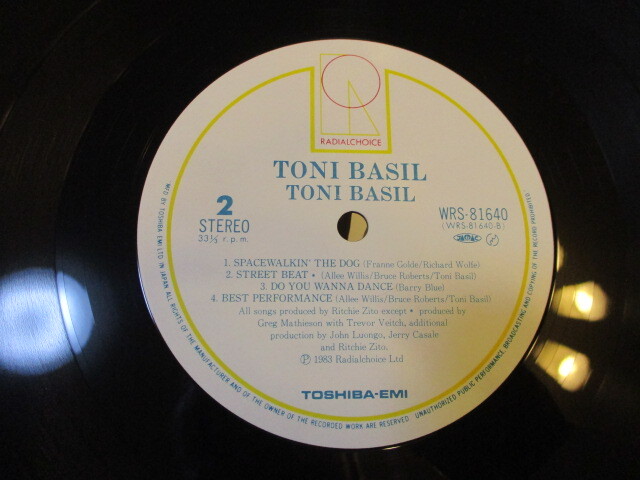 RADIALCHOICE
TONI BASIL
TONI BASIL
2
STEREO
33⅓ r.p.m.
WRS-81640
(WRS-81640-B)
1. SPACEWALKIN' THE DOG (Franne Golde/Richard Wolfe)
2. STREET BEAT • (Allee Willis/Bruce Roberts/Toni Basil)
3. DO YOU WANNA DANCE (Barry Blue)
4. BEST PERFORMANCE (Allee Willis/Bruce Roberts/Toni Basil)
All songs produced by Ritchie Zito except • produced by
Greg Mathieson with Trevor Veitch, additional
production by John Luongo, Jerry Casale
and Ritchie Zito.
Ⓟ 1983 Radialchoice Ltd
TOSHIBA-EMI
MFD BY TOSHIBA EMI LTD IN JAPAN. ALL RIGHTS OF THE MANUFACTURER AND OF THE OWNER OF THE RECORDED WORK ARE RESERVED · UNAUTHORIZED PUBLIC PERFORMANCE, BROADCASTING AND COPYING OF THE RECORD PROHIBITED.